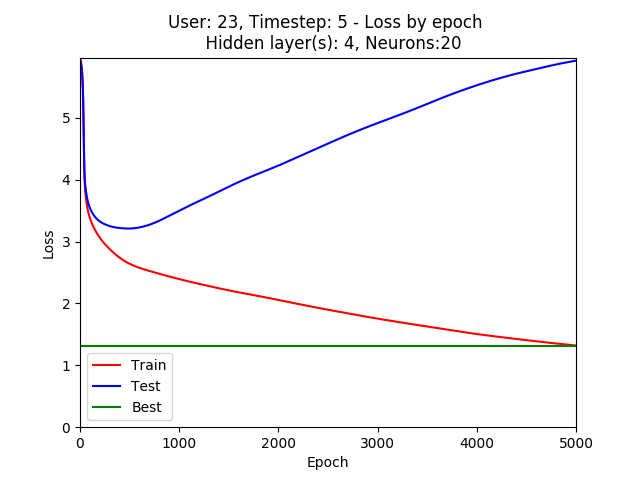 User: 23, Timestep: 5 - Loss by epoch
Hidden layer(s): 4, Neurons:20
5
4
3
2
1
0
Loss
Train
Test
Best
0 1000 2000 3000 4000 5000
Epoch